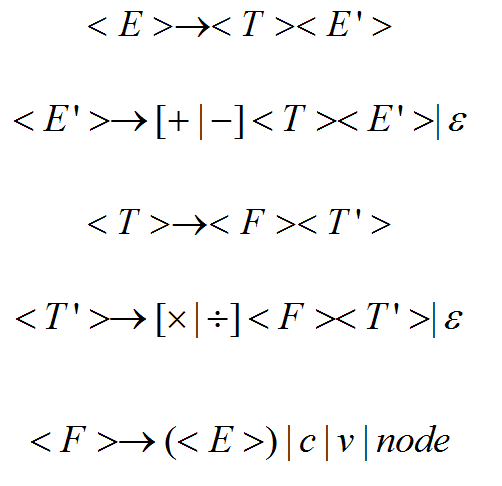 < E >→< T >< E' >
< E' >→[+|−]< T >< E' >|ε
< T >→< F >< T' >
< T' >→[×|÷]< F >< T' >|ε
< F >→(< E >)|c|v|node